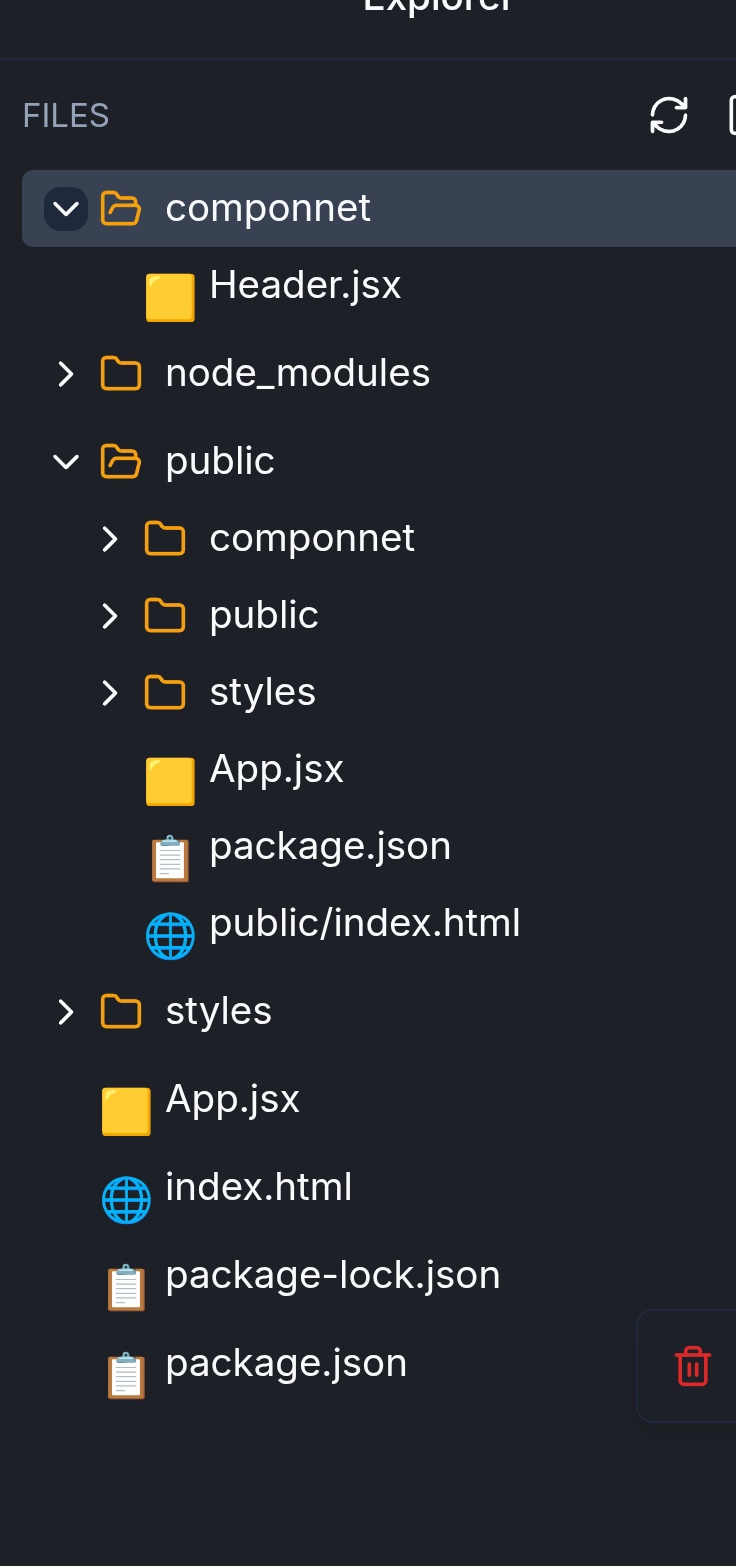 Explorer
FILES
componnet
Header.jsx
node_modules
public
componnet
public
styles
App.jsx
package.json
public/index.html
styles
App.jsx
index.html
package-lock.json
package.json